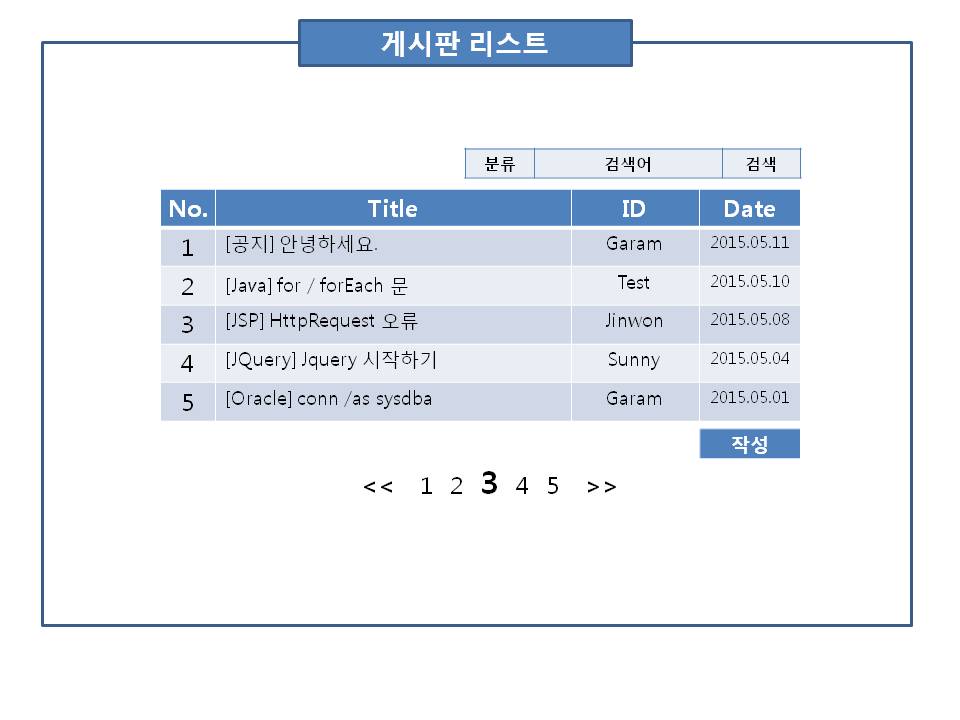 게시판 리스트
분류 검색어 검색
No. Title ID Date
1 [공지] 안녕하세요. Garam 2015.05.11
2 [Java] for / forEach 문 Test 2015.05.10
3 [JSP] HttpRequest 오류 Jinwon 2015.05.08
4 [JQuery] Jquery 시작하기 Sunny 2015.05.04
5 [Oracle] conn /as sysdba Garam 2015.05.01
작성
<< 1 2 3 4 5 >>